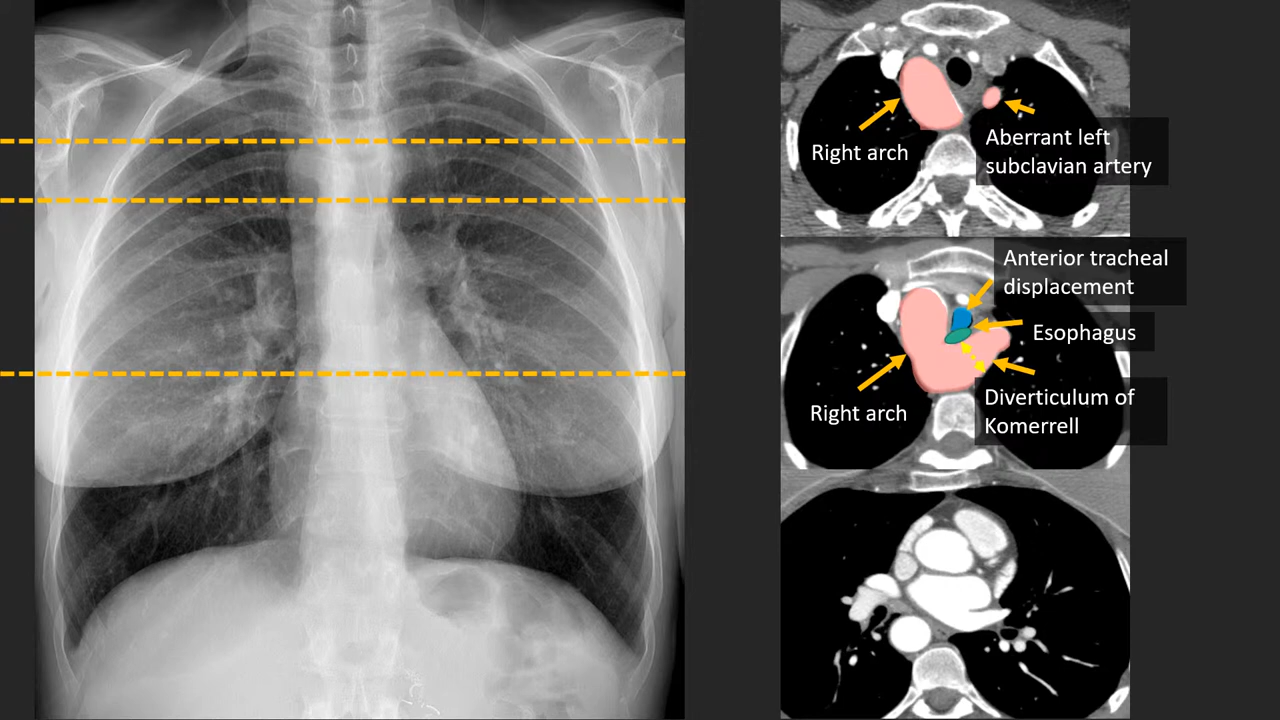 Right arch
Aberrant left
subclavian artery
Anterior tracheal
displacement
Esophagus
Right arch
Diverticulum of
Komerrell